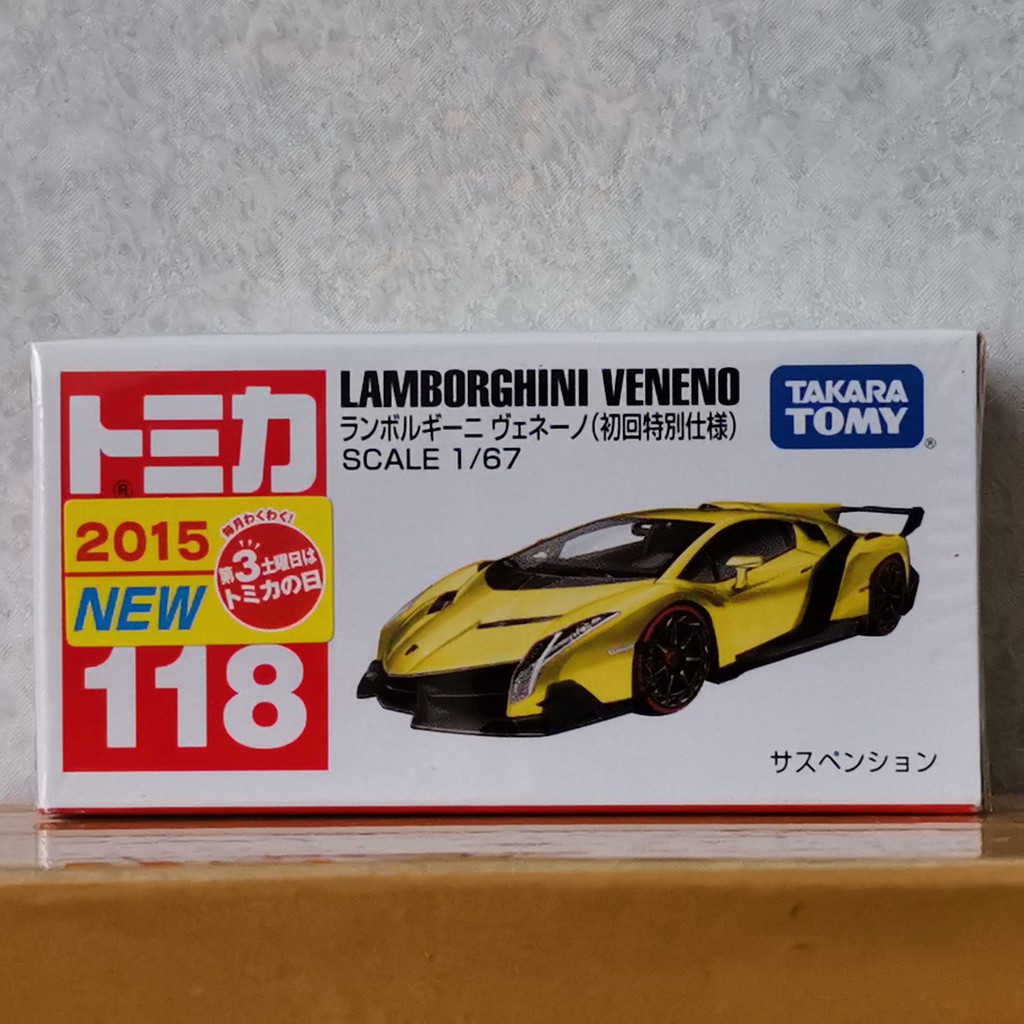 トミカ
®
2015
NEW
毎月わくわく!
第3土曜日は
トミカの日
118
LAMBORGHINI VENENO
ランボルギーニ ヴェネーノ(初回特別仕様)
SCALE 1/67
TAKARA
TOMY
®
サスペンション